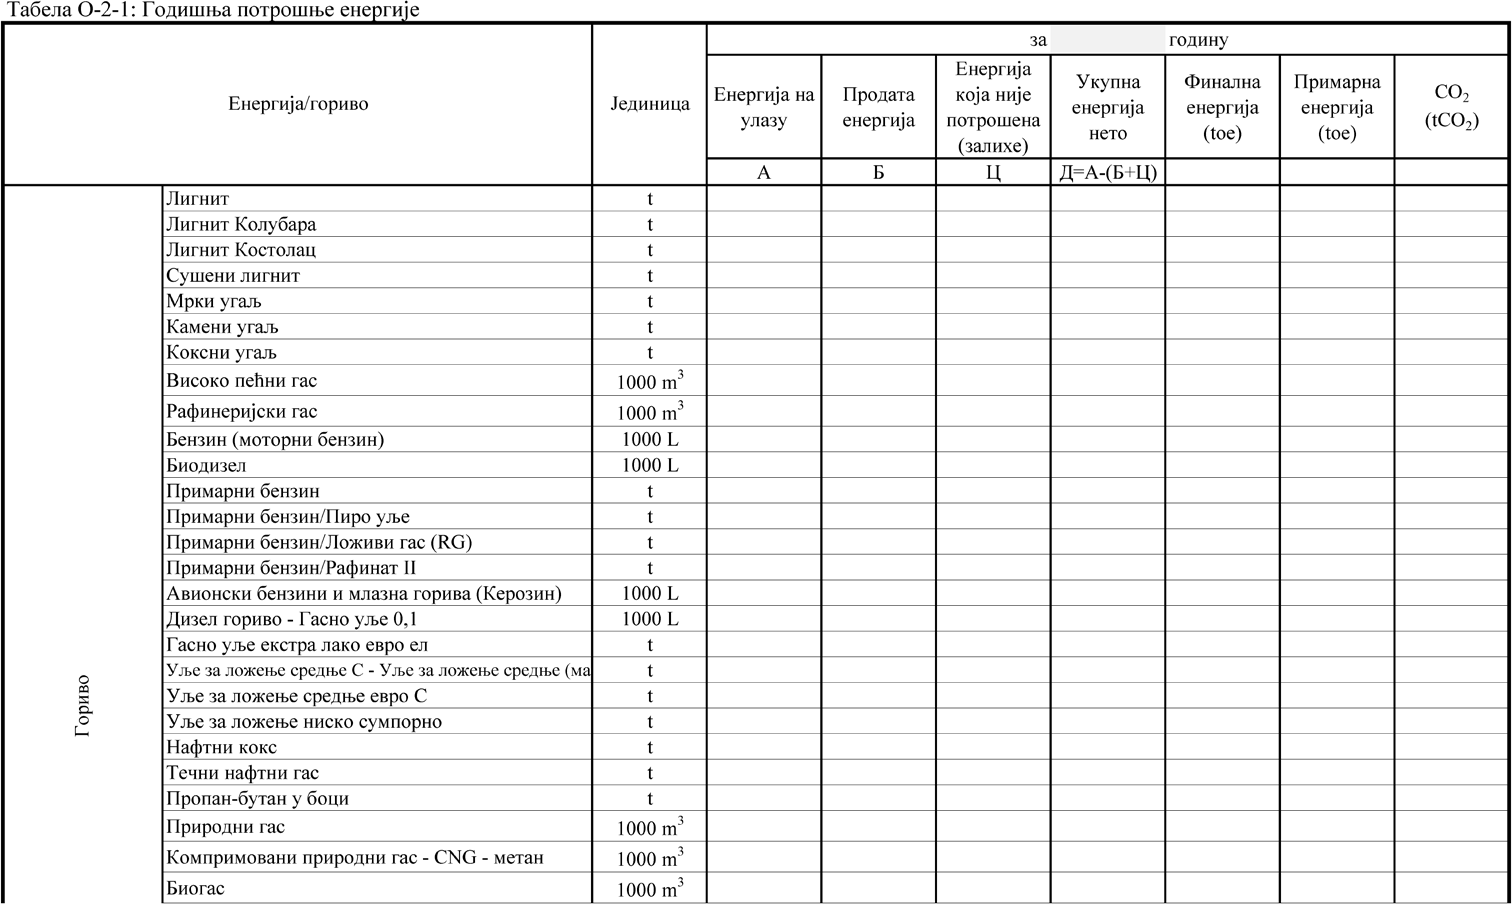 Табела О-2-1: Годишња потрошње енергије
Енергија/гориво
Јединица
за годину
Енергија на улазу
Продата енергија
Енергија која није потрошена (залихе)
Укупна енергија нето
Финална енергија (toe)
Примарна енергија (toe)
CO₂ (tCO₂)
А Б Ц Д=А-(Б+Ц)
Гориво
Лигнит t
Лигнит Колубара t
Лигнит Костолац t
Сушени лигнит t
Мрки угаљ t
Камени угаљ t
Коксни угаљ t
Високо пећни гас 1000 m³
Рафинеријски гас 1000 m³
Бензин (моторни бензин) 1000 L
Биодизел 1000 L
Примарни бензин t
Примарни бензин/Пиро уље t
Примарни бензин/Ложиви гас (RG) t
Примарни бензин/Рафинат II t
Авионски бензини и млазна горива (Керозин) 1000 L
Дизел гориво - Гасно уље 0,1 1000 L
Гасно уље екстра лако евро ел t
Уље за ложење средње С - Уље за ложење средње (ма t
Уље за ложење средње евро С t
Уље за ложење ниско сумпорно t
Нафтни кокс t
Течни нафтни гас t
Пропан-бутан у боци t
Природни гас 1000 m³
Компримовани природни гас - CNG - метан 1000 m³
Биогас 1000 m³